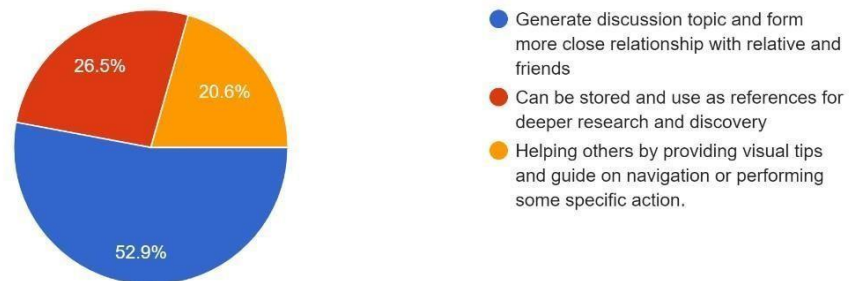 26.5%
20.6%
52.9%
Generate discussion topic and form
more close relationship with relative and
friends
Can be stored and use as references for
deeper research and discovery
Helping others by providing visual tips
and guide on navigation or performing
some specific action.